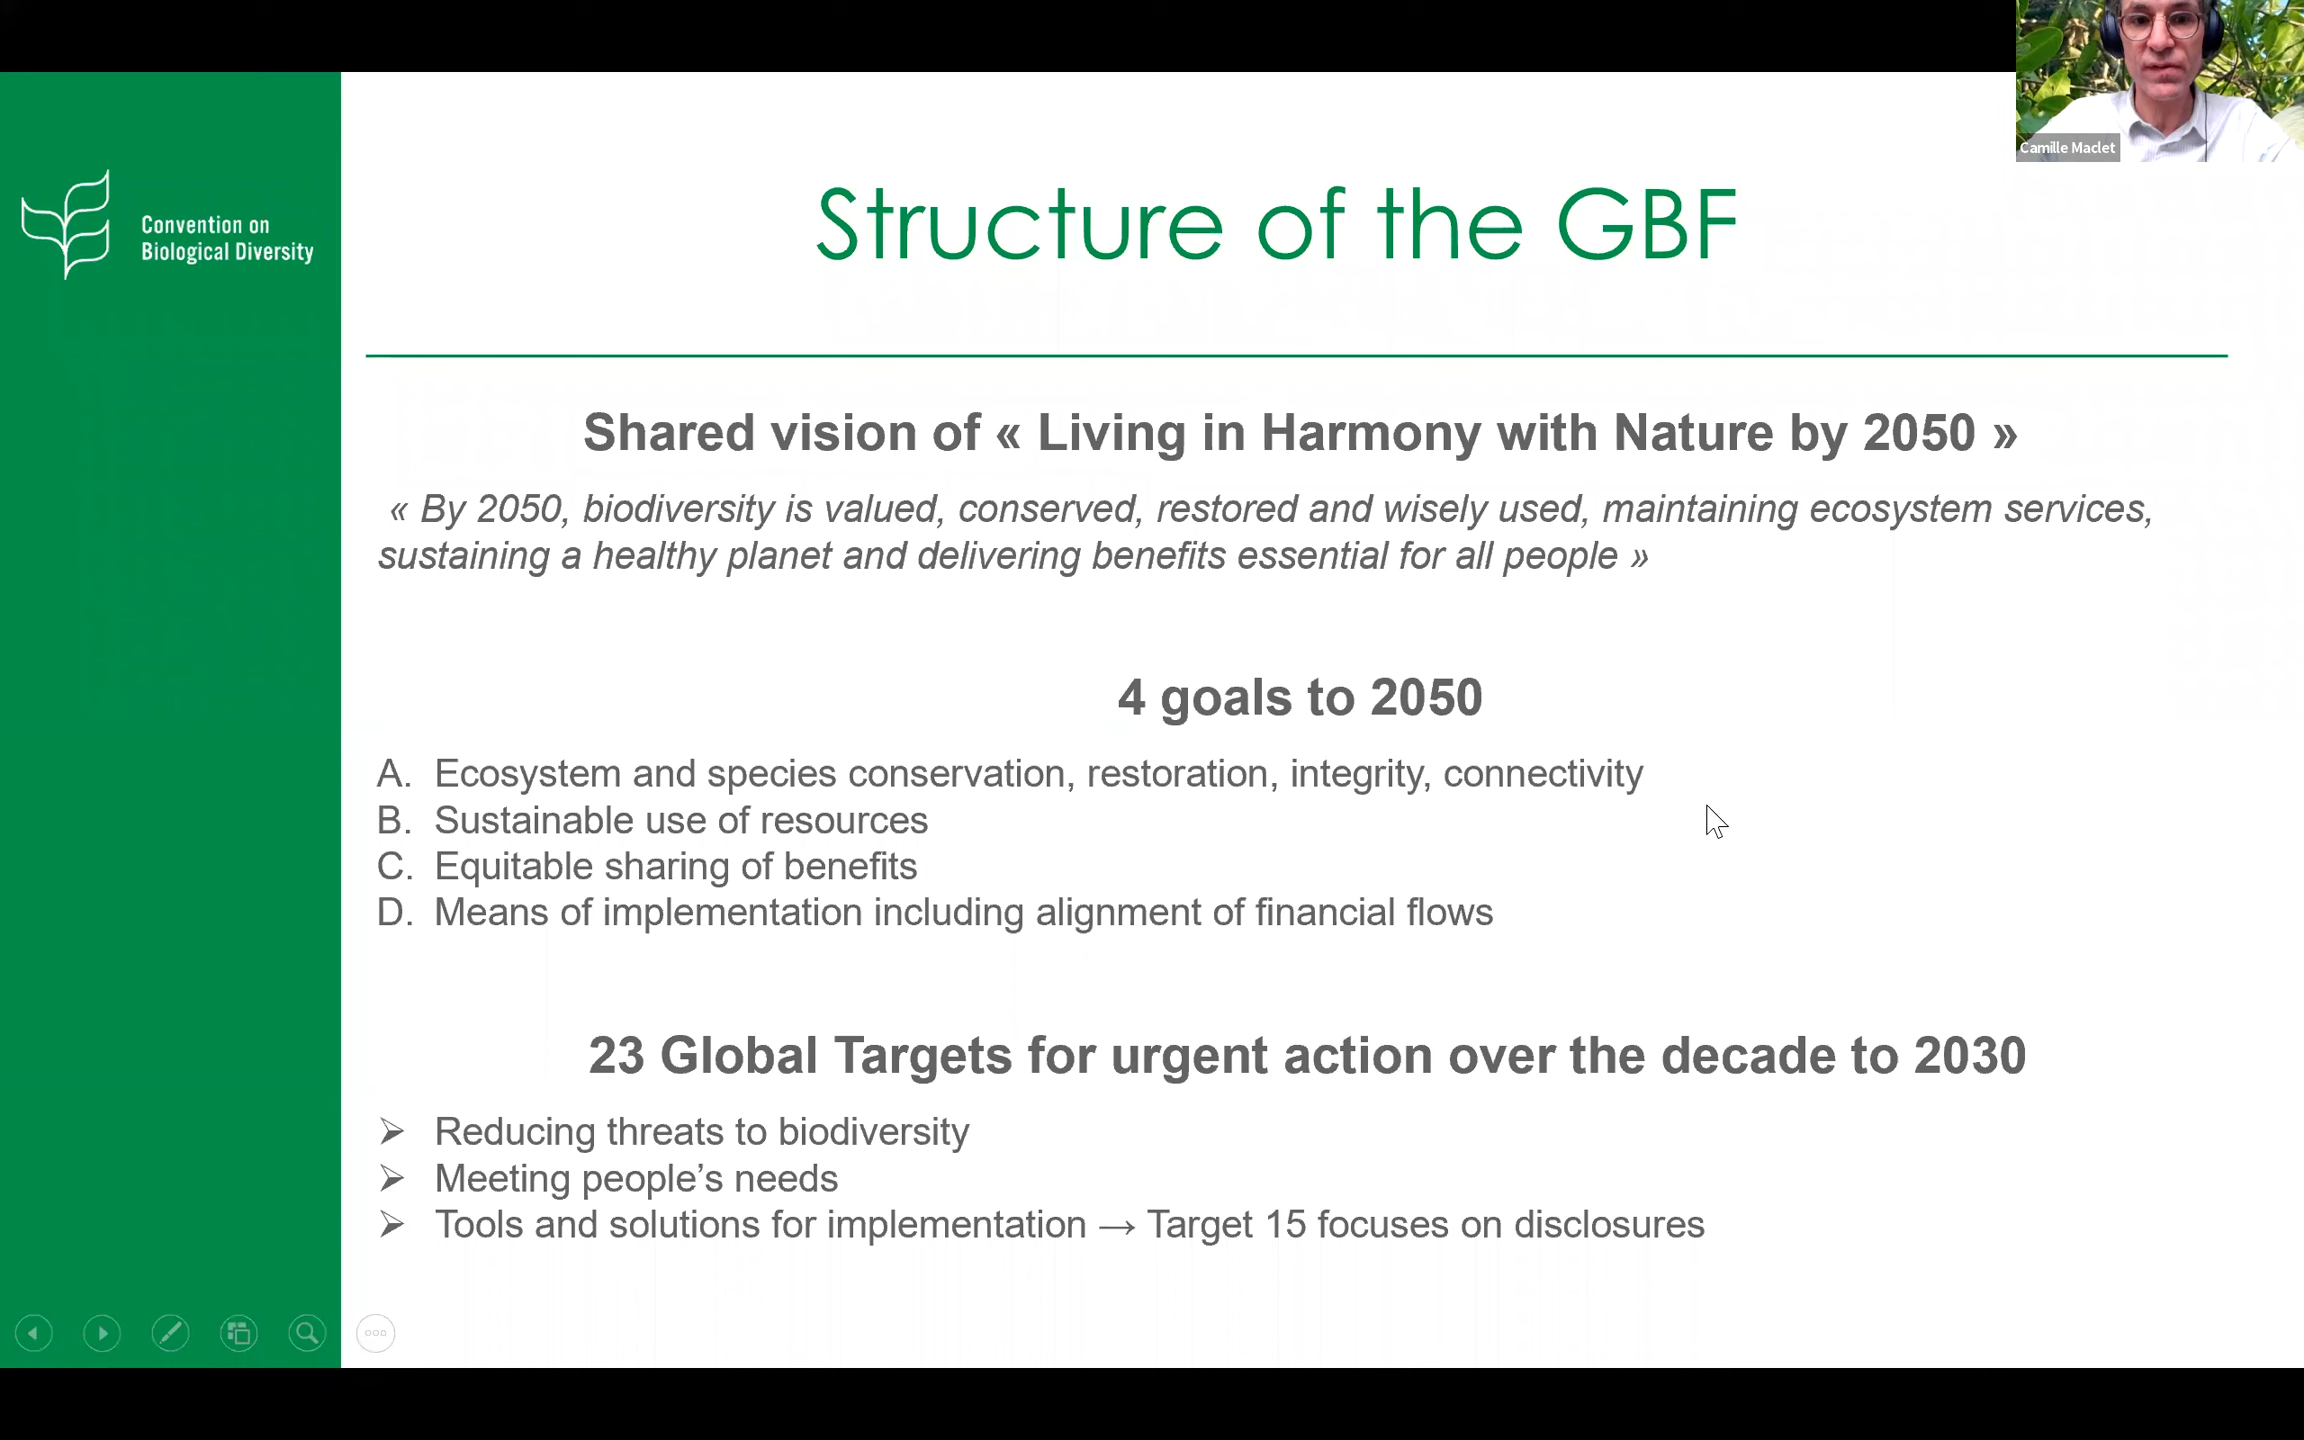 Camille Maclet
Convention on
Biological Diversity
Structure of the GBF
Shared vision of « Living in Harmony with Nature by 2050 »
« By 2050, biodiversity is valued, conserved, restored and wisely used, maintaining ecosystem services,
sustaining a healthy planet and delivering benefits essential for all people »
4 goals to 2050
A. Ecosystem and species conservation, restoration, integrity, connectivity
B. Sustainable use of resources
C. Equitable sharing of benefits
D. Means of implementation including alignment of financial flows
23 Global Targets for urgent action over the decade to 2030
➢ Reducing threats to biodiversity
➢ Meeting people’s needs
➢ Tools and solutions for implementation → Target 15 focuses on disclosures